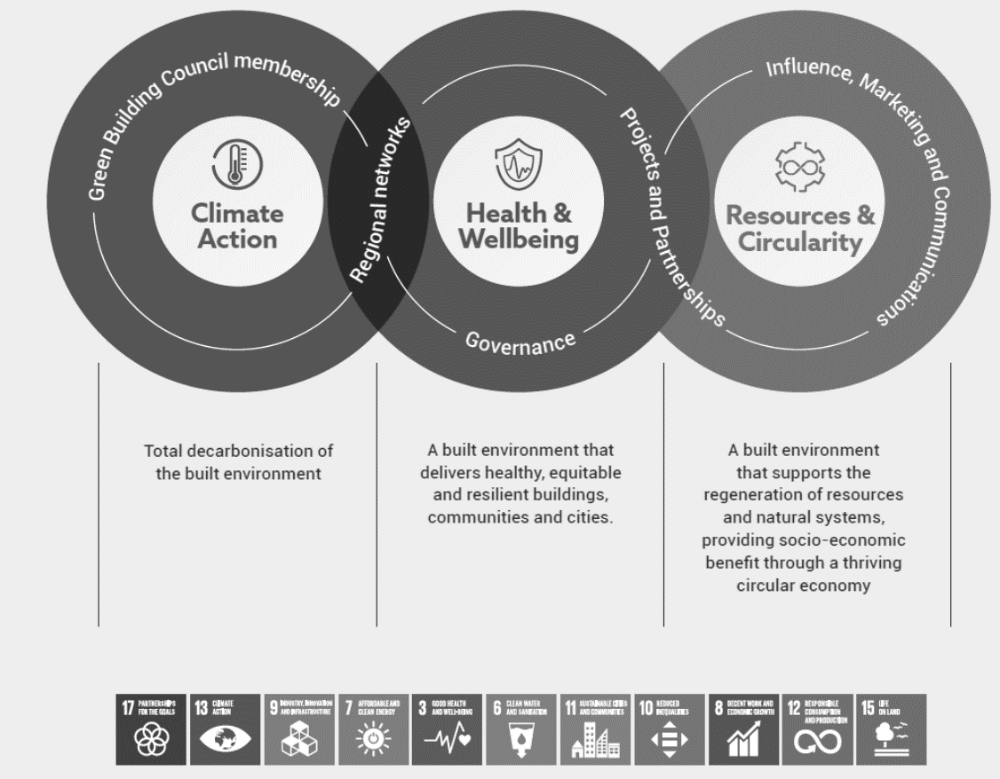 Green Building Council membership
Regional networks
Projects and Partnerships
Influence, Marketing and Communications
Governance
Climate
Action
Health &
Wellbeing
Resources &
Circularity
Total decarbonisation of
the built environment
A built environment that
delivers healthy, equitable
and resilient buildings,
communities and cities.
A built environment
that supports the
regeneration of resources
and natural systems,
providing socio-economic
benefit through a thriving
circular economy
17 PARTNERSHIPS
FOR THE GOALS
13 CLIMATE
ACTION
9 INDUSTRY, INNOVATION
AND INFRASTRUCTURE
7 AFFORDABLE AND
CLEAN ENERGY
3 GOOD HEALTH
AND WELL-BEING
6 CLEAN WATER
AND SANITATION
11 SUSTAINABLE CITIES
AND COMMUNITIES
10 REDUCED
INEQUALITIES
8 DECENT WORK AND
ECONOMIC GROWTH
12 RESPONSIBLE
CONSUMPTION
AND PRODUCTION
15 LIFE
ON LAND